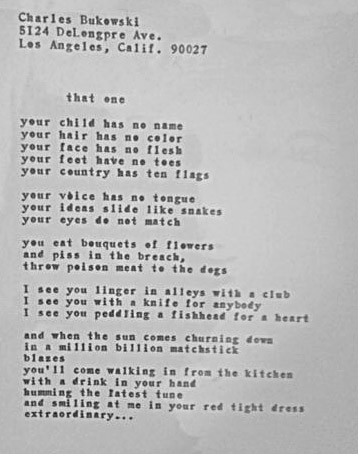 Charles Bukowski
5124 DeLongpre Ave.
Los Angeles, Calif. 90027
that one
your child has no name
your hair has no color
your face has no flesh
your feet have no toes
your country has ten flags
your voice has no tongue
your ideas slide like snakes
your eyes do not match
you eat bouquets of flowers
and piss in the breach,
throw poison meat to the dogs
I see you linger in alleys with a club
I see you with a knife for anybody
I see you peddling a fishhead for a heart
and when the sun comes churning down
in a million billion matchstick
blazes
you'll come walking in from the kitchen
with a drink in your hand
humming the latest tune
and smiling at me in your red tight dress
extraordinary...